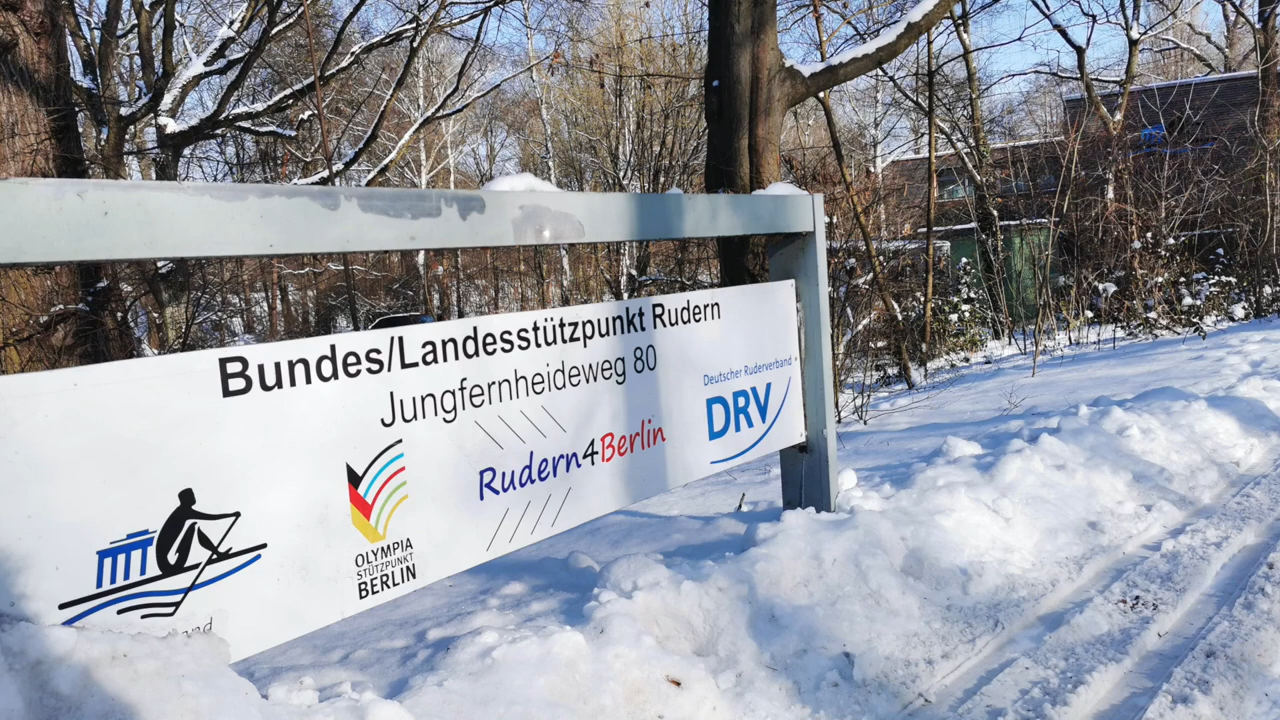 Bundes/Landesstützpunkt Rudern
Jungfernheideweg 80
Deutscher Ruderverband
DRV
Rudern4Berlin
OLYMPIA
STÜTZPUNKT
BERLIN